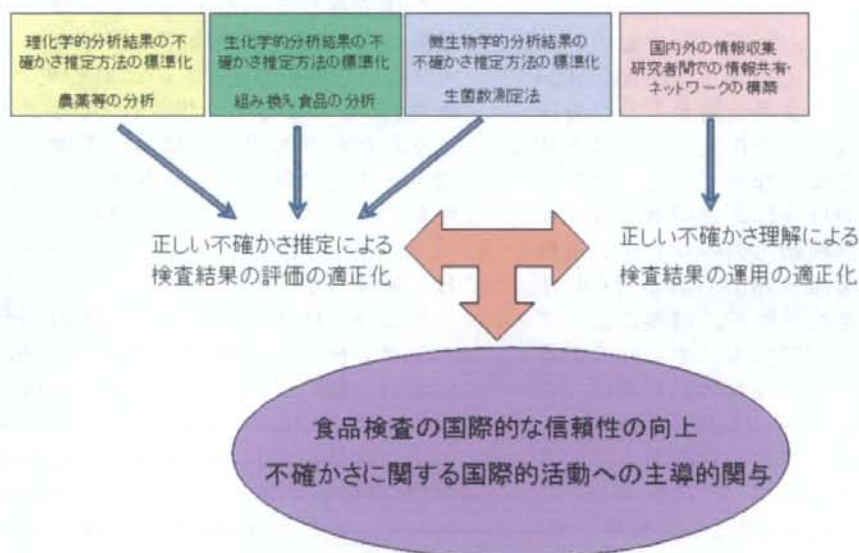 理化学的分析結果の不
確かさ推定方法の標準化
農薬等の分析
生化学的分析結果の不
確かさ推定方法の標準化
組み換え食品の分析
微生物学的分析結果の
不確かさ推定方法の標準化
生菌数測定法
国内外の情報収集
研究者間での情報共有・
ネットワークの構築
正しい不確かさ推定による
検査結果の評価の適正化
正しい不確かさ理解による
検査結果の運用の適正化
食品検査の国際的な信頼性の向上
不確かさに関する国際的活動への主導的関与